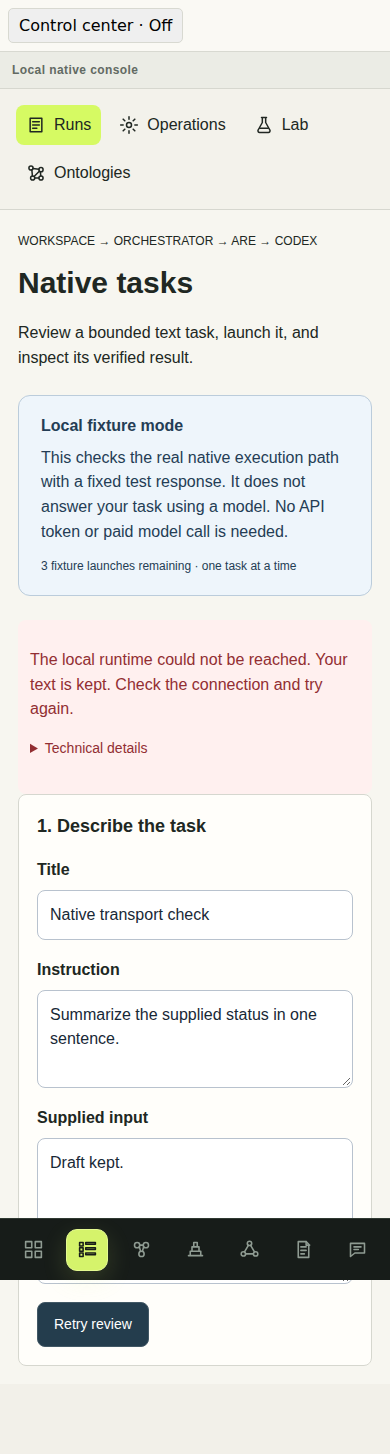 Control center · Off
Local native console
Runs
Operations
Lab
Ontologies
WORKSPACE → ORCHESTRATOR → ARE → CODEX
Native tasks
Review a bounded text task, launch it, and
inspect its verified result.
Local fixture mode
This checks the real native execution path
with a fixed test response. It does not
answer your task using a model. No API
token or paid model call is needed.
3 fixture launches remaining · one task at a time
The local runtime could not be reached. Your
text is kept. Check the connection and try
again.
Technical details
1. Describe the task
Title
Native transport check
Instruction
Summarize the supplied status in one
sentence.
Supplied input
Draft kept.
Retry review